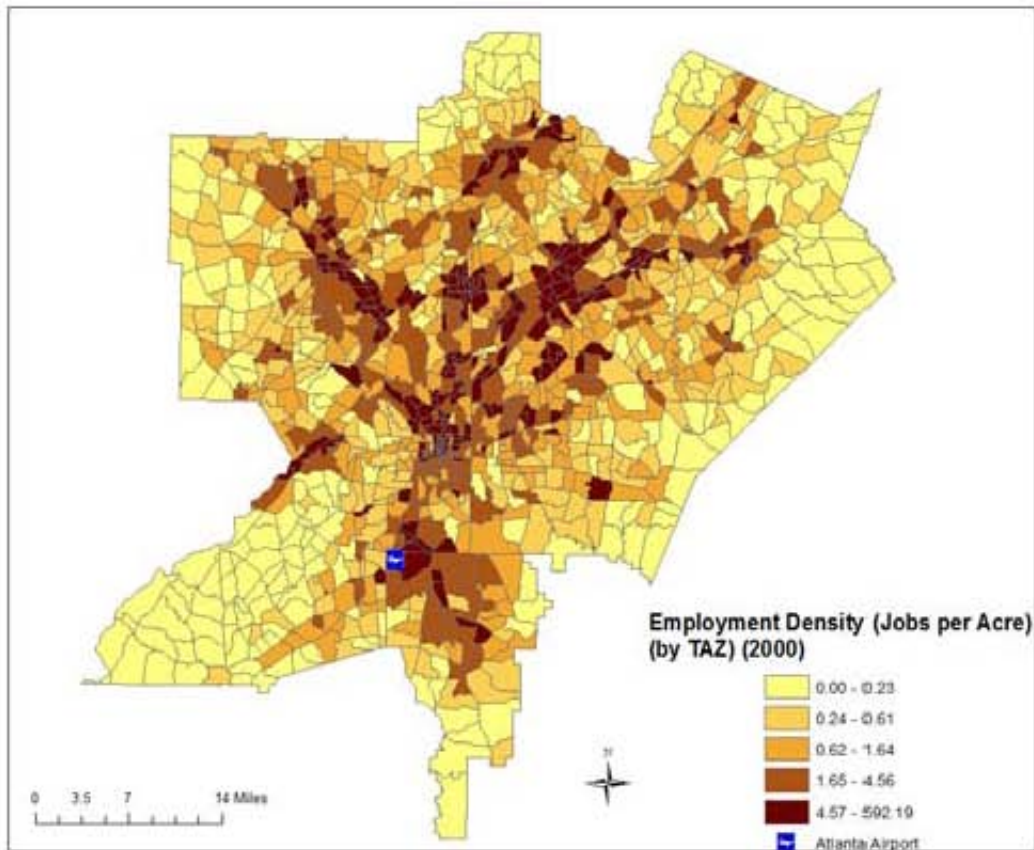 Employment Density (Jobs per Acre)
(by TAZ) (2000)
0.00 - 0.23
0.24 - 0.61
0.62 - 1.64
1.65 - 4.56
4.57 - 592.19
Atlanta Airport
N
0 3.5 7 14 Miles